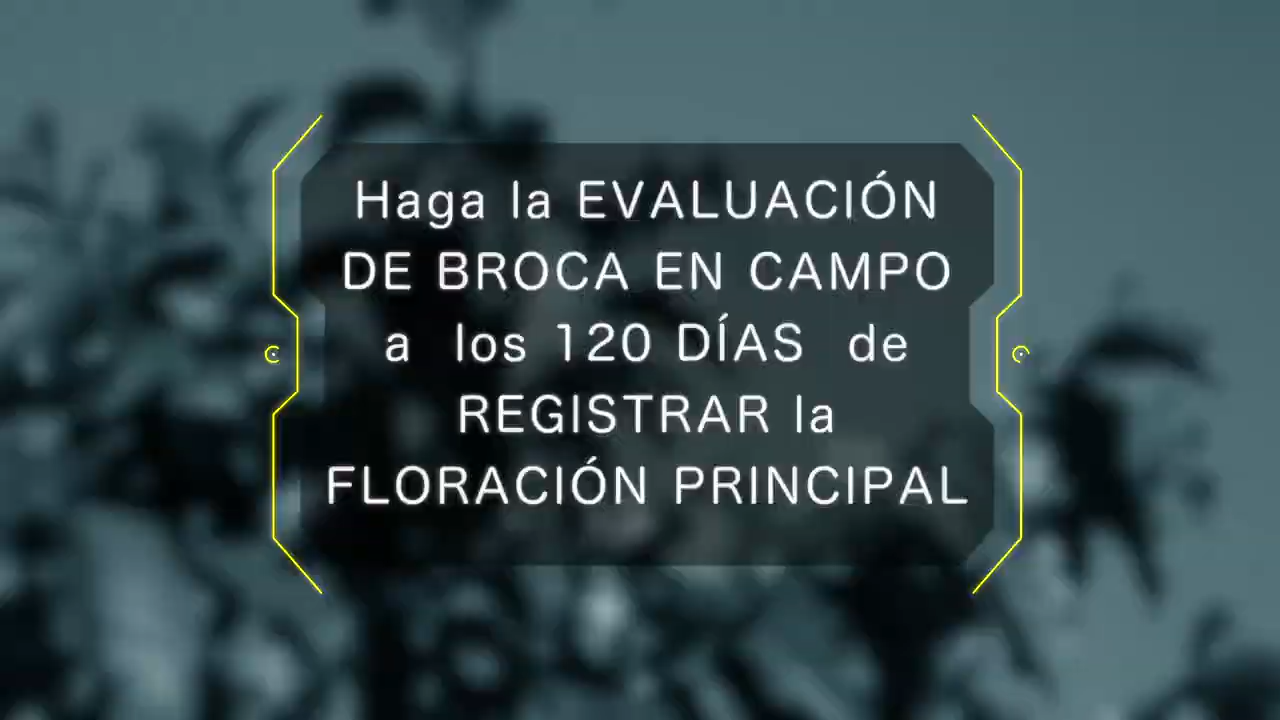 Haga la EVALUACIÓN
DE BROCA EN CAMPO
a los 120 DÍAS de
REGISTRAR la
FLORACIÓN PRINCIPAL